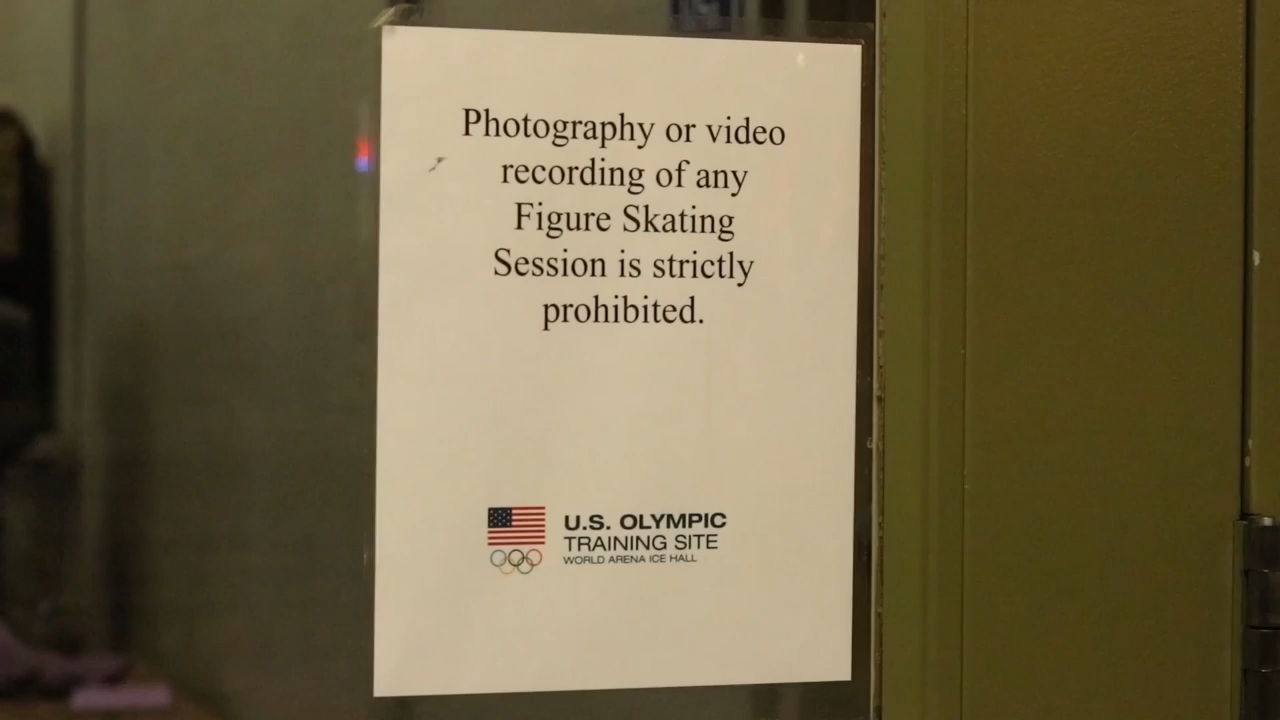 Photography or video
recording of any
Figure Skating
Session is strictly
prohibited.
U.S. OLYMPIC
TRAINING SITE
WORLD ARENA ICE HALL